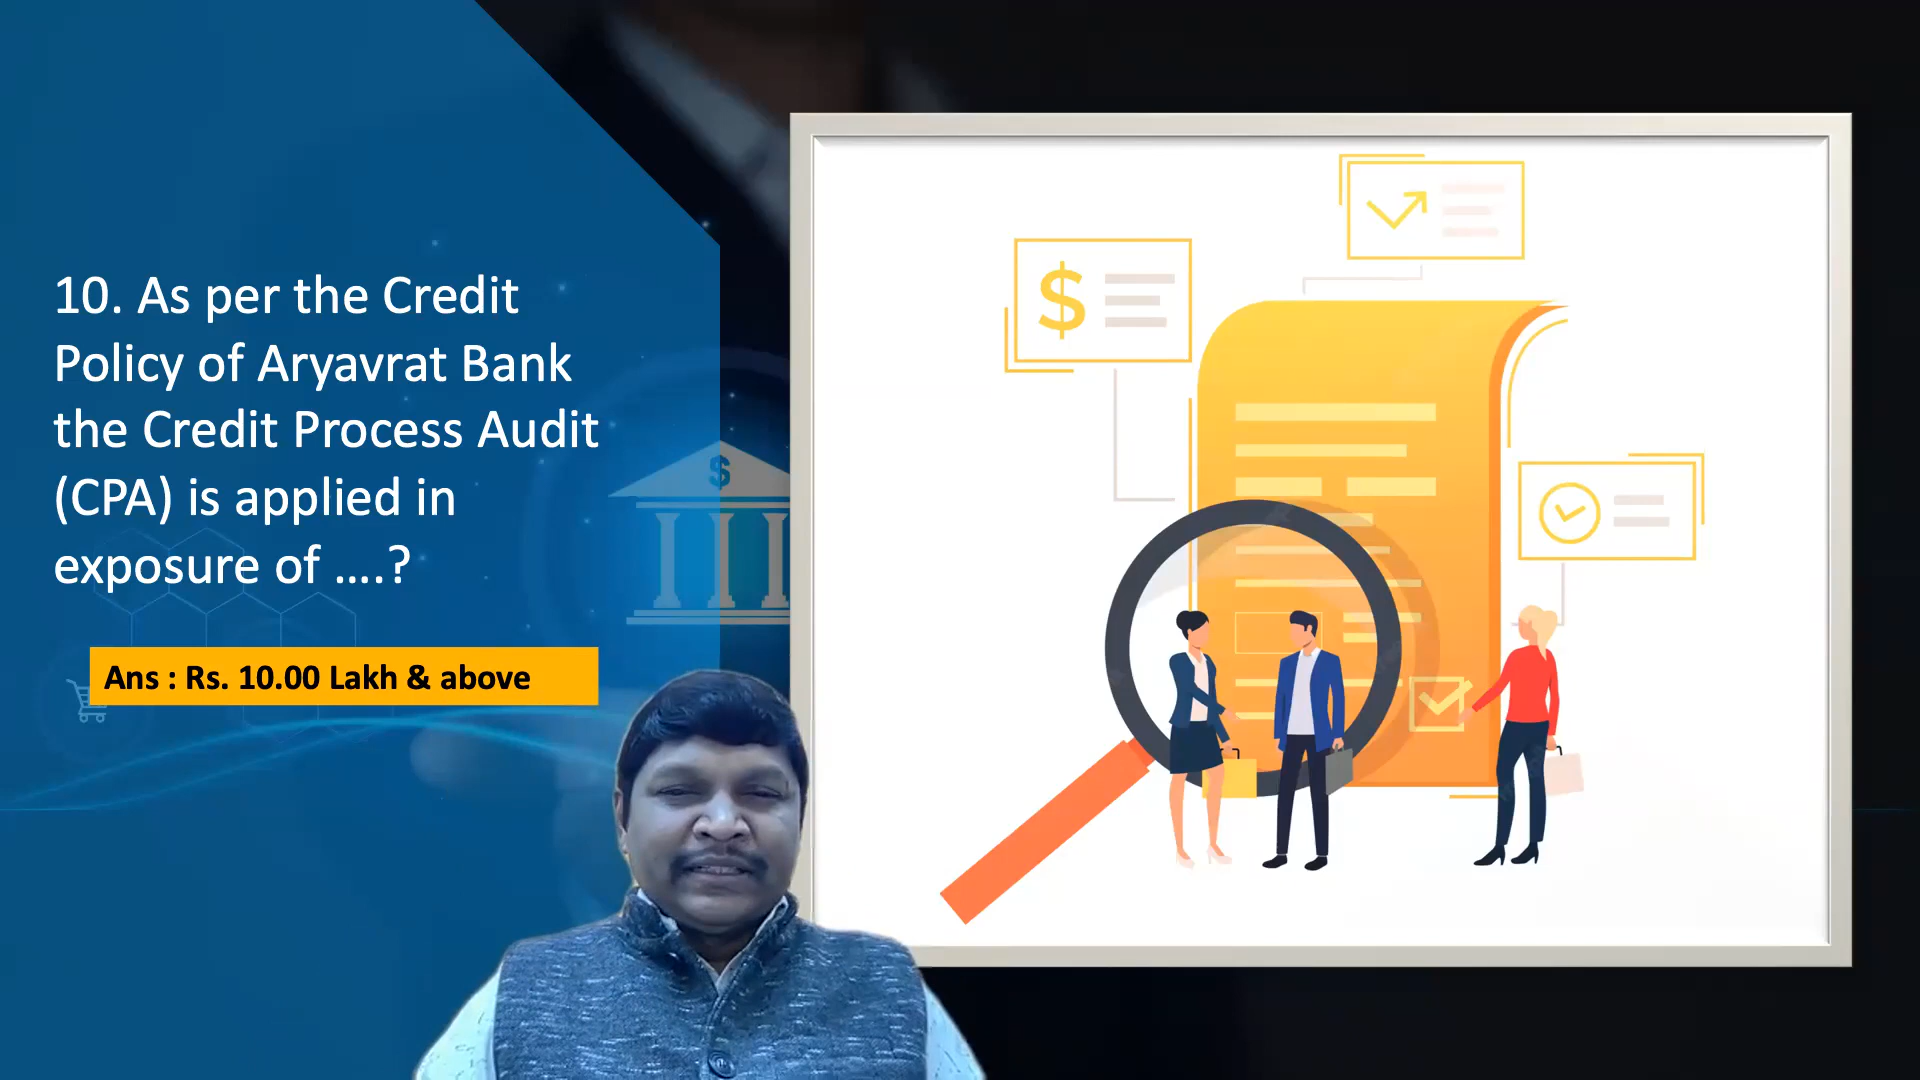 10. As per the Credit
Policy of Aryavrat Bank
the Credit Process Audit
(CPA) is applied in
exposure of ....?
Ans : Rs. 10.00 Lakh & above